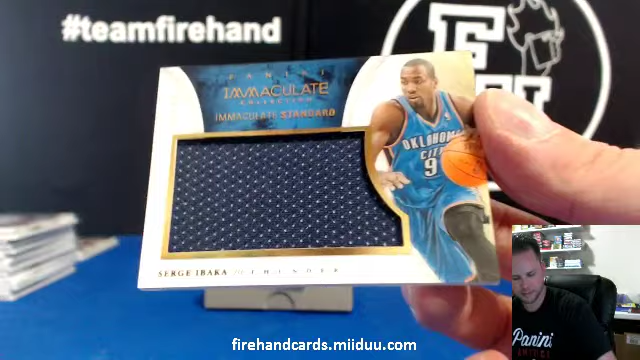 #teamfirehand
PANINI
IMMACULATE
COLLECTION
IMMACULATE STANDARD
OKLAHOMA
CITY
9
SERGE IBAKA THUNDER
Panini
firehandcards.miiduu.com